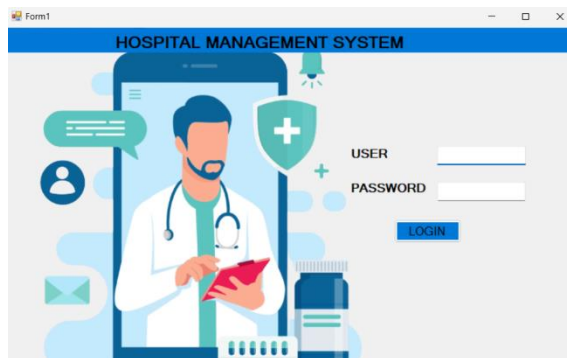 Form1
HOSPITAL MANAGEMENT SYSTEM
USER
PASSWORD
LOGIN